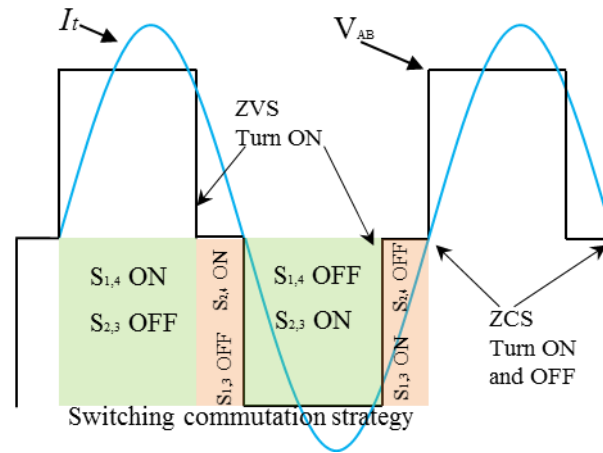 It
VAB
ZVS
Turn ON
S1,4 ON
S2,3 OFF
S2,4 ON
S1,3 OFF
S1,4 OFF
S2,3 ON
S2,4 OFF
S1,3 ON
ZCS
Turn ON
and OFF
Switching commutation strategy